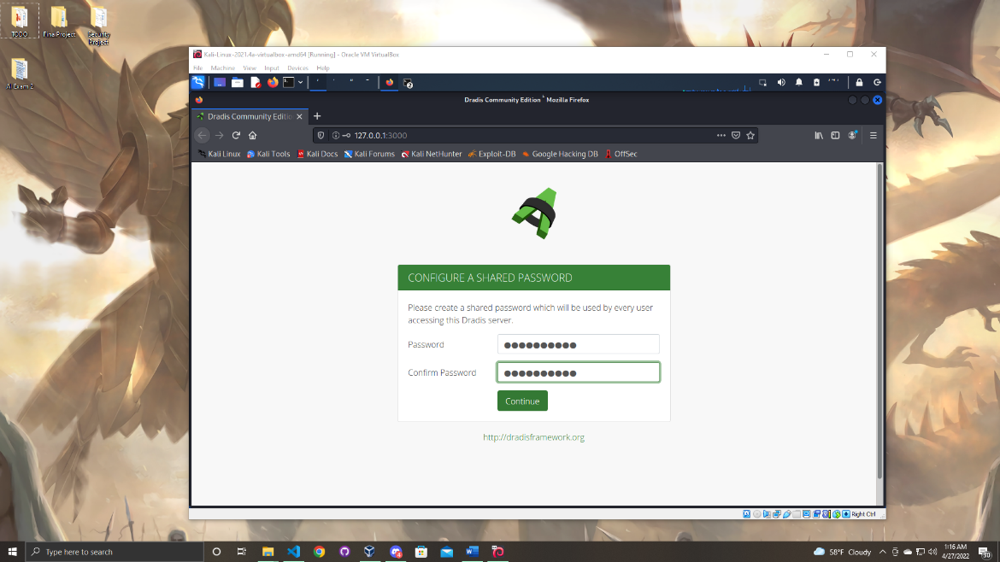 TODO
FinalProject
Security
Project
AI Exam 2
Kali-Linux-2021.4a-virtualbox-amd64 [Running] - Oracle VM VirtualBox
File Machine View Input Devices Help
2
Dradis Community Edition - Mozilla Firefox
Dradis Community Edition
127.0.0.1:3000
Kali Linux Kali Tools Kali Docs Kali Forums Kali NetHunter Exploit-DB Google Hacking DB OffSec
CONFIGURE A SHARED PASSWORD
Please create a shared password which will be used by every user
accessing this Dradis server.
Password
Confirm Password
Continue
http://dradisframework.org
Right Ctrl
Type here to search
4
58°F Cloudy
1:16 AM
4/27/2022
30